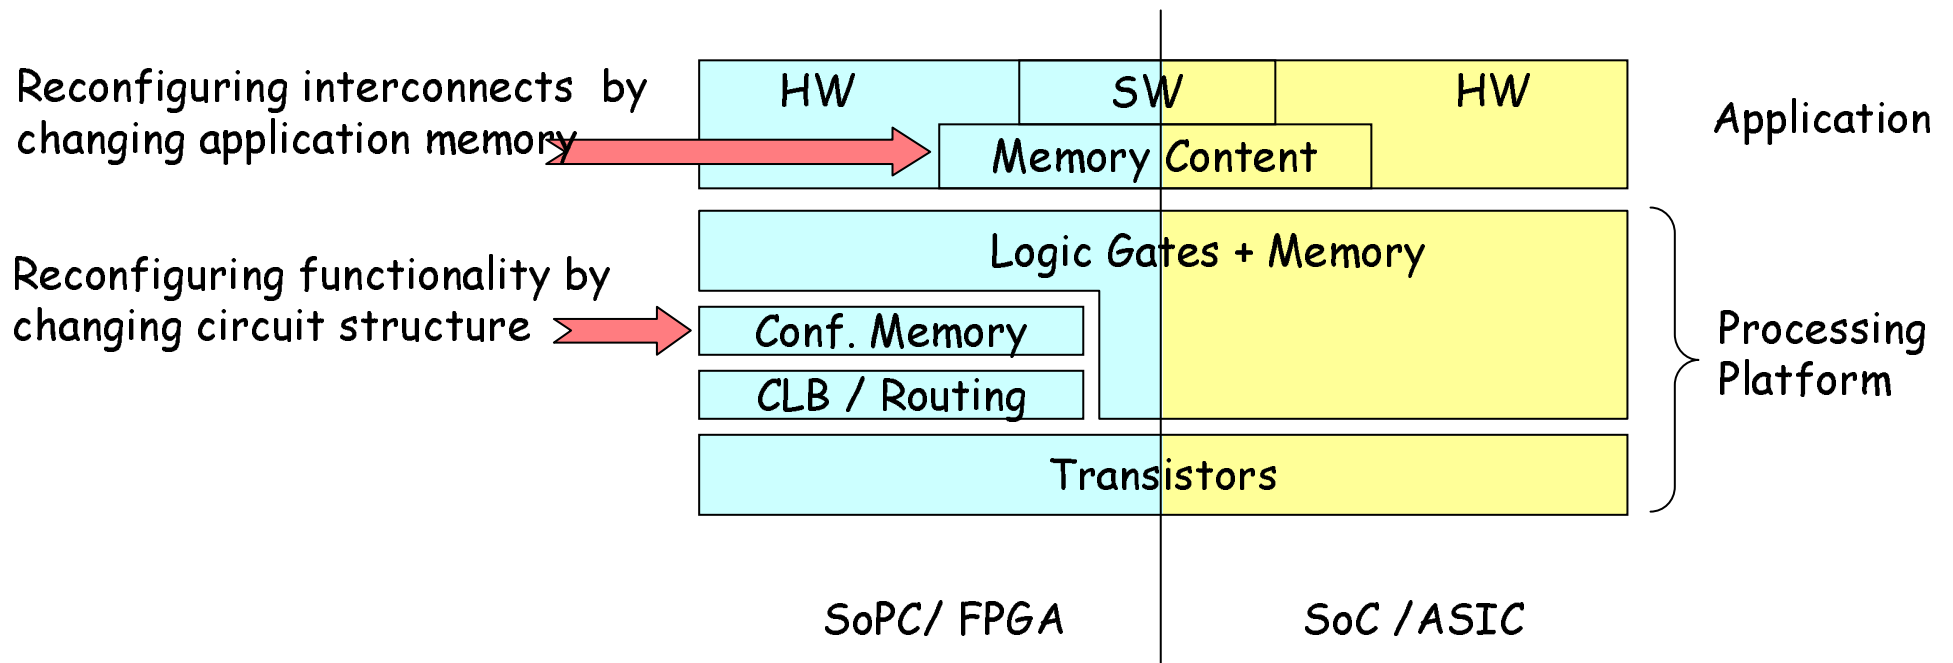 Reconfiguring interconnects by
changing application memory
HW
SW
HW
Memory Content
Application
Reconfiguring functionality by
changing circuit structure
Logic Gates + Memory
Conf. Memory
CLB / Routing
Transistors
Processing
Platform
SoPC/ FPGA
SoC /ASIC